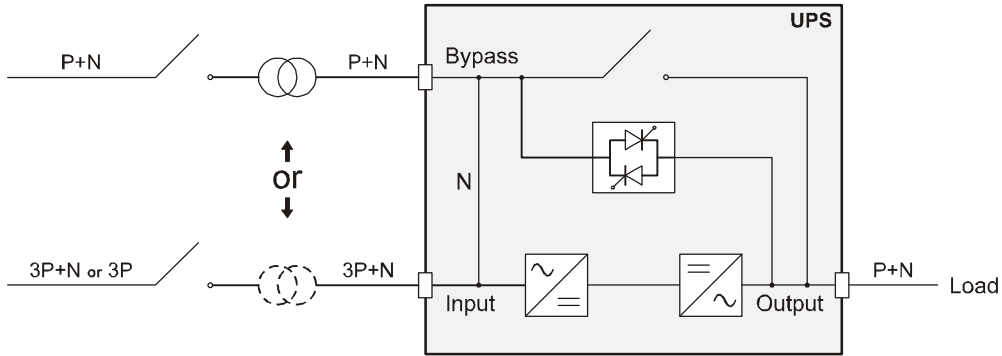 UPS
P+N
P+N
Bypass
or
N
3P+N or 3P
3P+N
Input
Output
P+N
Load